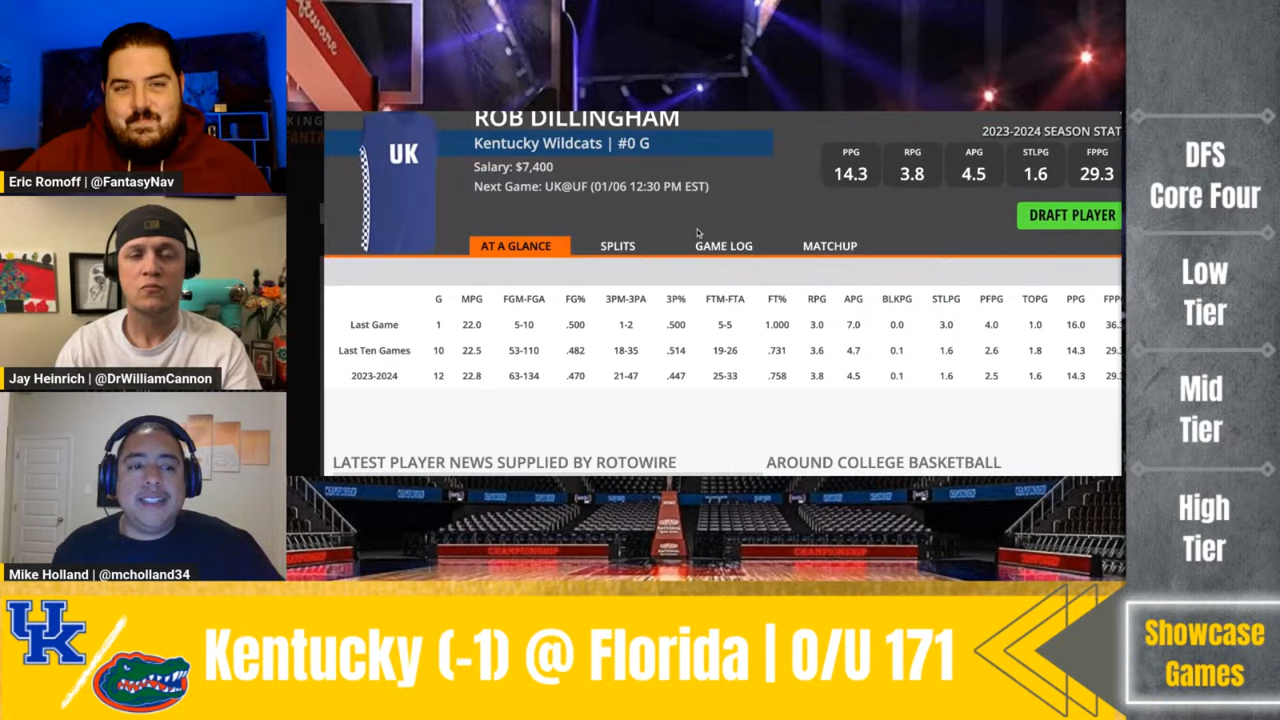 Eric Romoff | @FantasyNav
Jay Heinrich | @DrWilliamCannon
Mike Holland | @mcholland34
ROB DILLINGHAM
Kentucky Wildcats | #0 G
Salary: $7,400
Next Game: UK@UF (01/06 12:30 PM EST)
UK
2023-2024 SEASON STAT
PPG RPG APG STLPG FPPG
14.3 3.8 4.5 1.6 29.3
DRAFT PLAYER
AT A GLANCE SPLITS GAME LOG MATCHUP
G MPG FGM-FGA FG% 3PM-3PA 3P% FTM-FTA FT% RPG APG BLKPG STLPG PFPG TOPG PPG FPP
Last Game 1 22.0 5-10 .500 1-2 .500 5-5 1.000 3.0 7.0 0.0 3.0 4.0 1.0 16.0 36.
Last Ten Games 10 22.5 53-110 .482 18-35 .514 19-26 .731 3.6 4.7 0.1 1.6 2.6 1.8 14.3 29.
2023-2024 12 22.8 63-134 .470 21-47 .447 25-33 .758 3.8 4.5 0.1 1.6 2.5 1.6 14.3 29.
LATEST PLAYER NEWS SUPPLIED BY ROTOWIRE
AROUND COLLEGE BASKETBALL
CHAMPIONSHIP
CHAMPIONSHIP
UK
Kentucky (-1) @ Florida | O/U 171
DFS
Core Four
Low
Tier
Mid
Tier
High
Tier
Showcase
Games